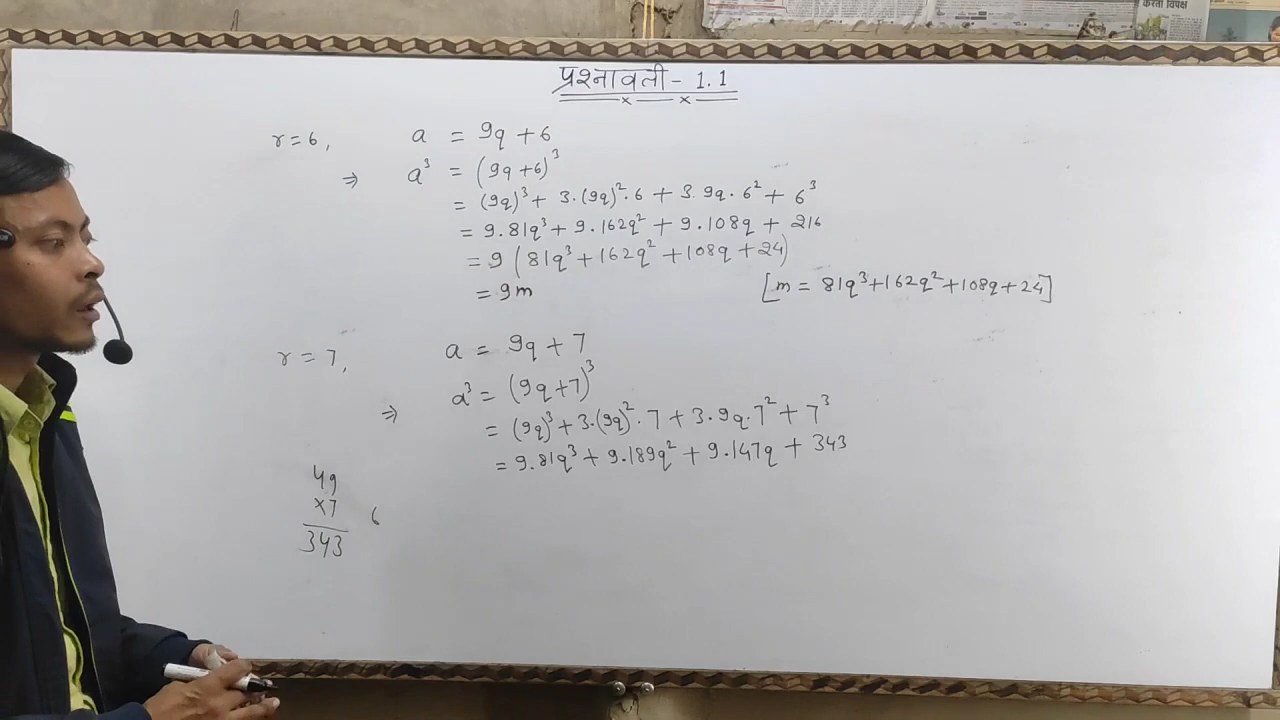 करता विपक्ष
प्रश्नावली - 1.1
r = 6, a = 9q + 6
⇒ a³ = (9q + 6)³
= (9q)³ + 3.(9q)².6 + 3.9q.6² + 6³
= 9.81q³ + 9.162q² + 9.108q + 216
= 9 (81q³ + 162q² + 108q + 24)
= 9m [m = 81q³ + 162q² + 108q + 24]
r = 7, a = 9q + 7
⇒ a³ = (9q + 7)³
= (9q)³ + 3.(9q)².7 + 3.9q.7² + 7³
= 9.81q³ + 9.189q² + 9.147q + 343
49
×7
343